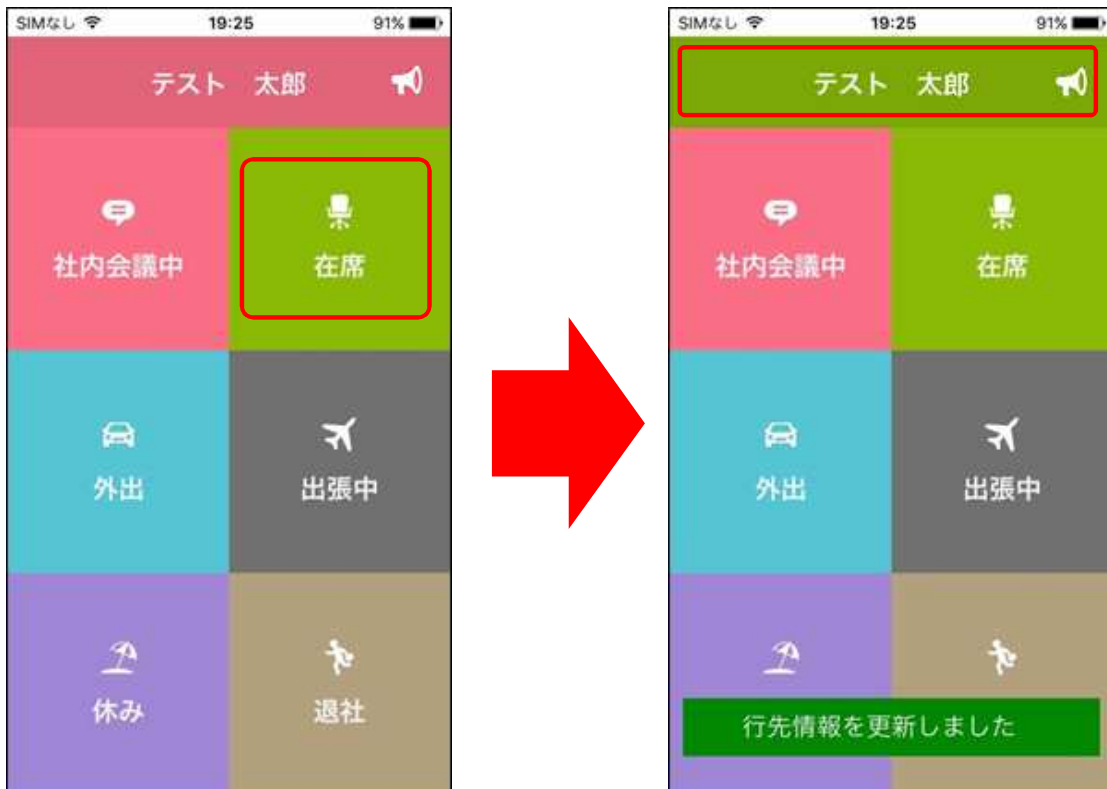 SIMなし 19:25 91%
テスト 太郎
社内会議中 在席
外出 出張中
休み 退社
SIMなし 19:25 91%
テスト 太郎
社内会議中 在席
外出 出張中
行先情報を更新しました